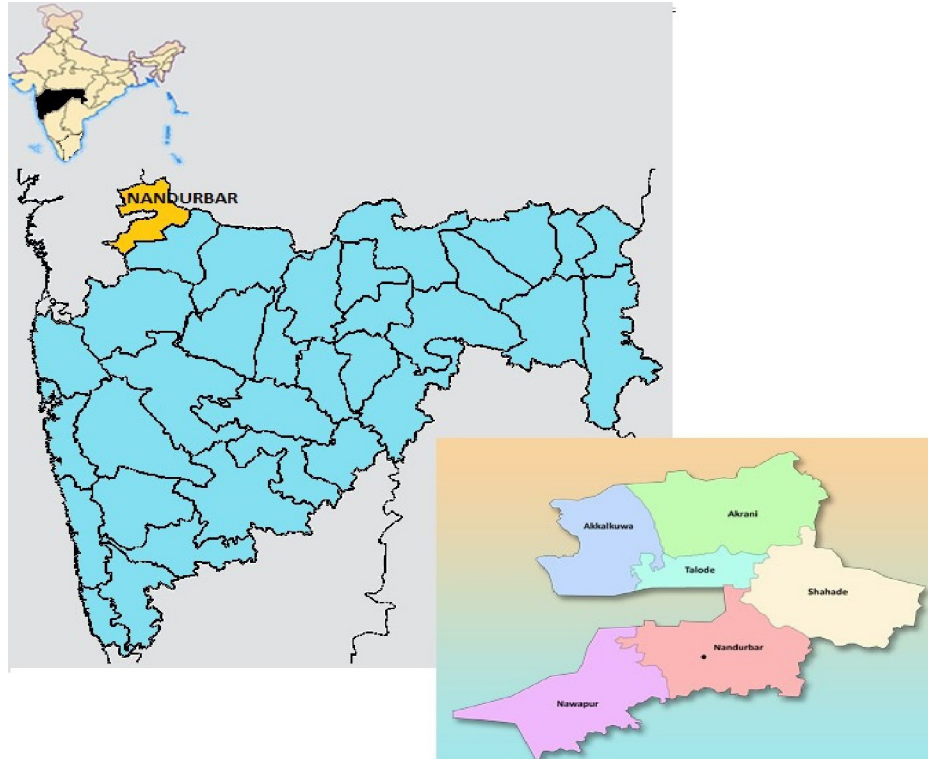 NANDURBAR
Akrani
Akkalkuwa
Talode
Shahade
Nandurbar
Nawapur